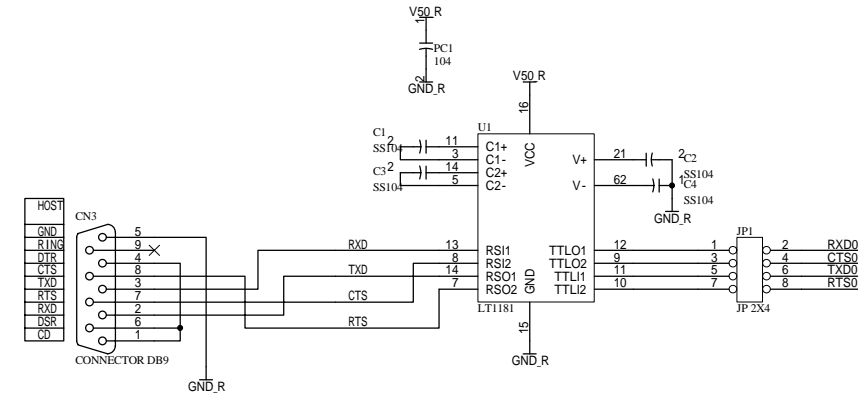 V50_R
1
PC1
104
2
GND_R
V50_R
16
U1
C1
2
SS104
11
C1+
3
C1-
VCC
C3
2
SS104
14
C2+
5
C2-
V+
21
2
C2
SS104
V-
62
1
C4
SS104
GND_R
HOST
CN3
GND
5
RING
9
DTR
4
CTS
8
TXD
3
RTS
7
RXD
2
DSR
6
CD
1
CONNECTOR DB9
GND_R
RXD
13
RSI1
8
RSI2
TXD
14
RSO1
CTS
7
RSO2
RTS
GND
LT1181
15
GND_R
TTLO1
12
TTLO2
9
TTLI1
11
TTLI2
10
JP1
1
2
RXD0
3
4
CTS0
5
6
TXD0
7
8
RTS0
JP 2X4